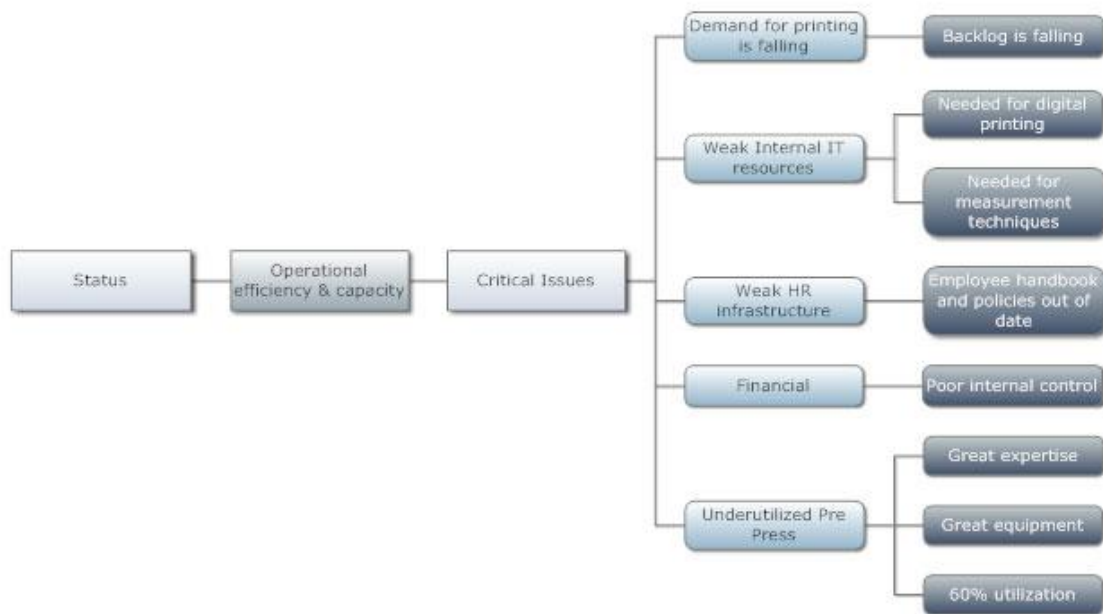 Demand for printing
is falling
Backlog is falling
Needed for digital
printing
Weak Internal IT
resources
Needed for
measurement
techniques
Status
Operational
efficiency & capacity
Critical Issues
Weak HR
infrastructure
Employee handbook
and policies out of
date
Financial
Poor internal control
Great expertise
Underutilized Pre
Press
Great equipment
60% utilization